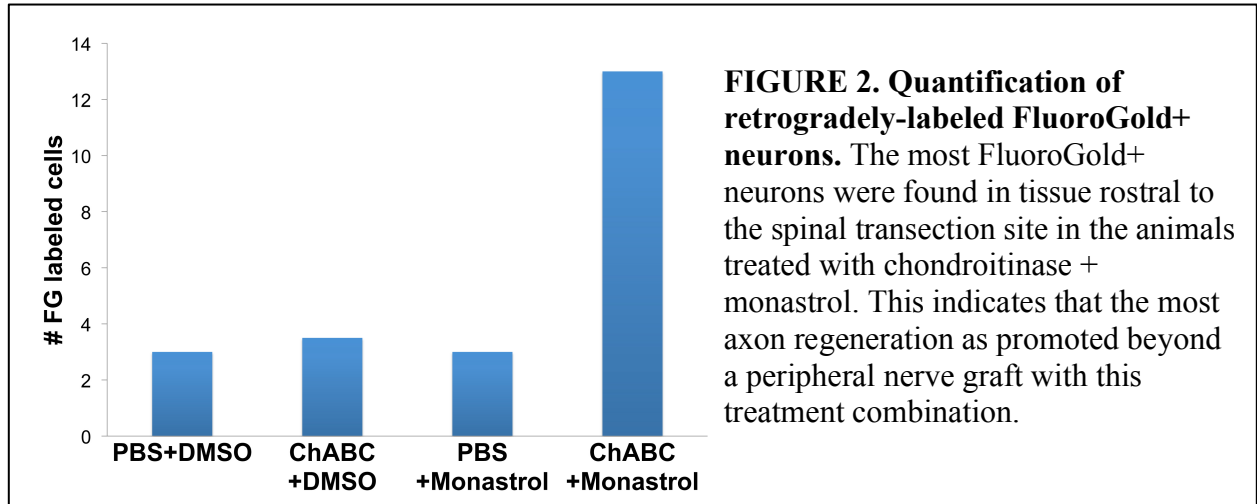 14
12
10
8
6
4
2
0
# FG labeled cells
PBS+DMSO
ChABC
+DMSO
PBS
+Monastrol
ChABC
+Monastrol
FIGURE 2. Quantification of
retrogradely-labeled FluoroGold+
neurons. The most FluoroGold+
neurons were found in tissue rostral to
the spinal transection site in the animals
treated with chondroitinase +
monastrol. This indicates that the most
axon regeneration as promoted beyond
a peripheral nerve graft with this
treatment combination.